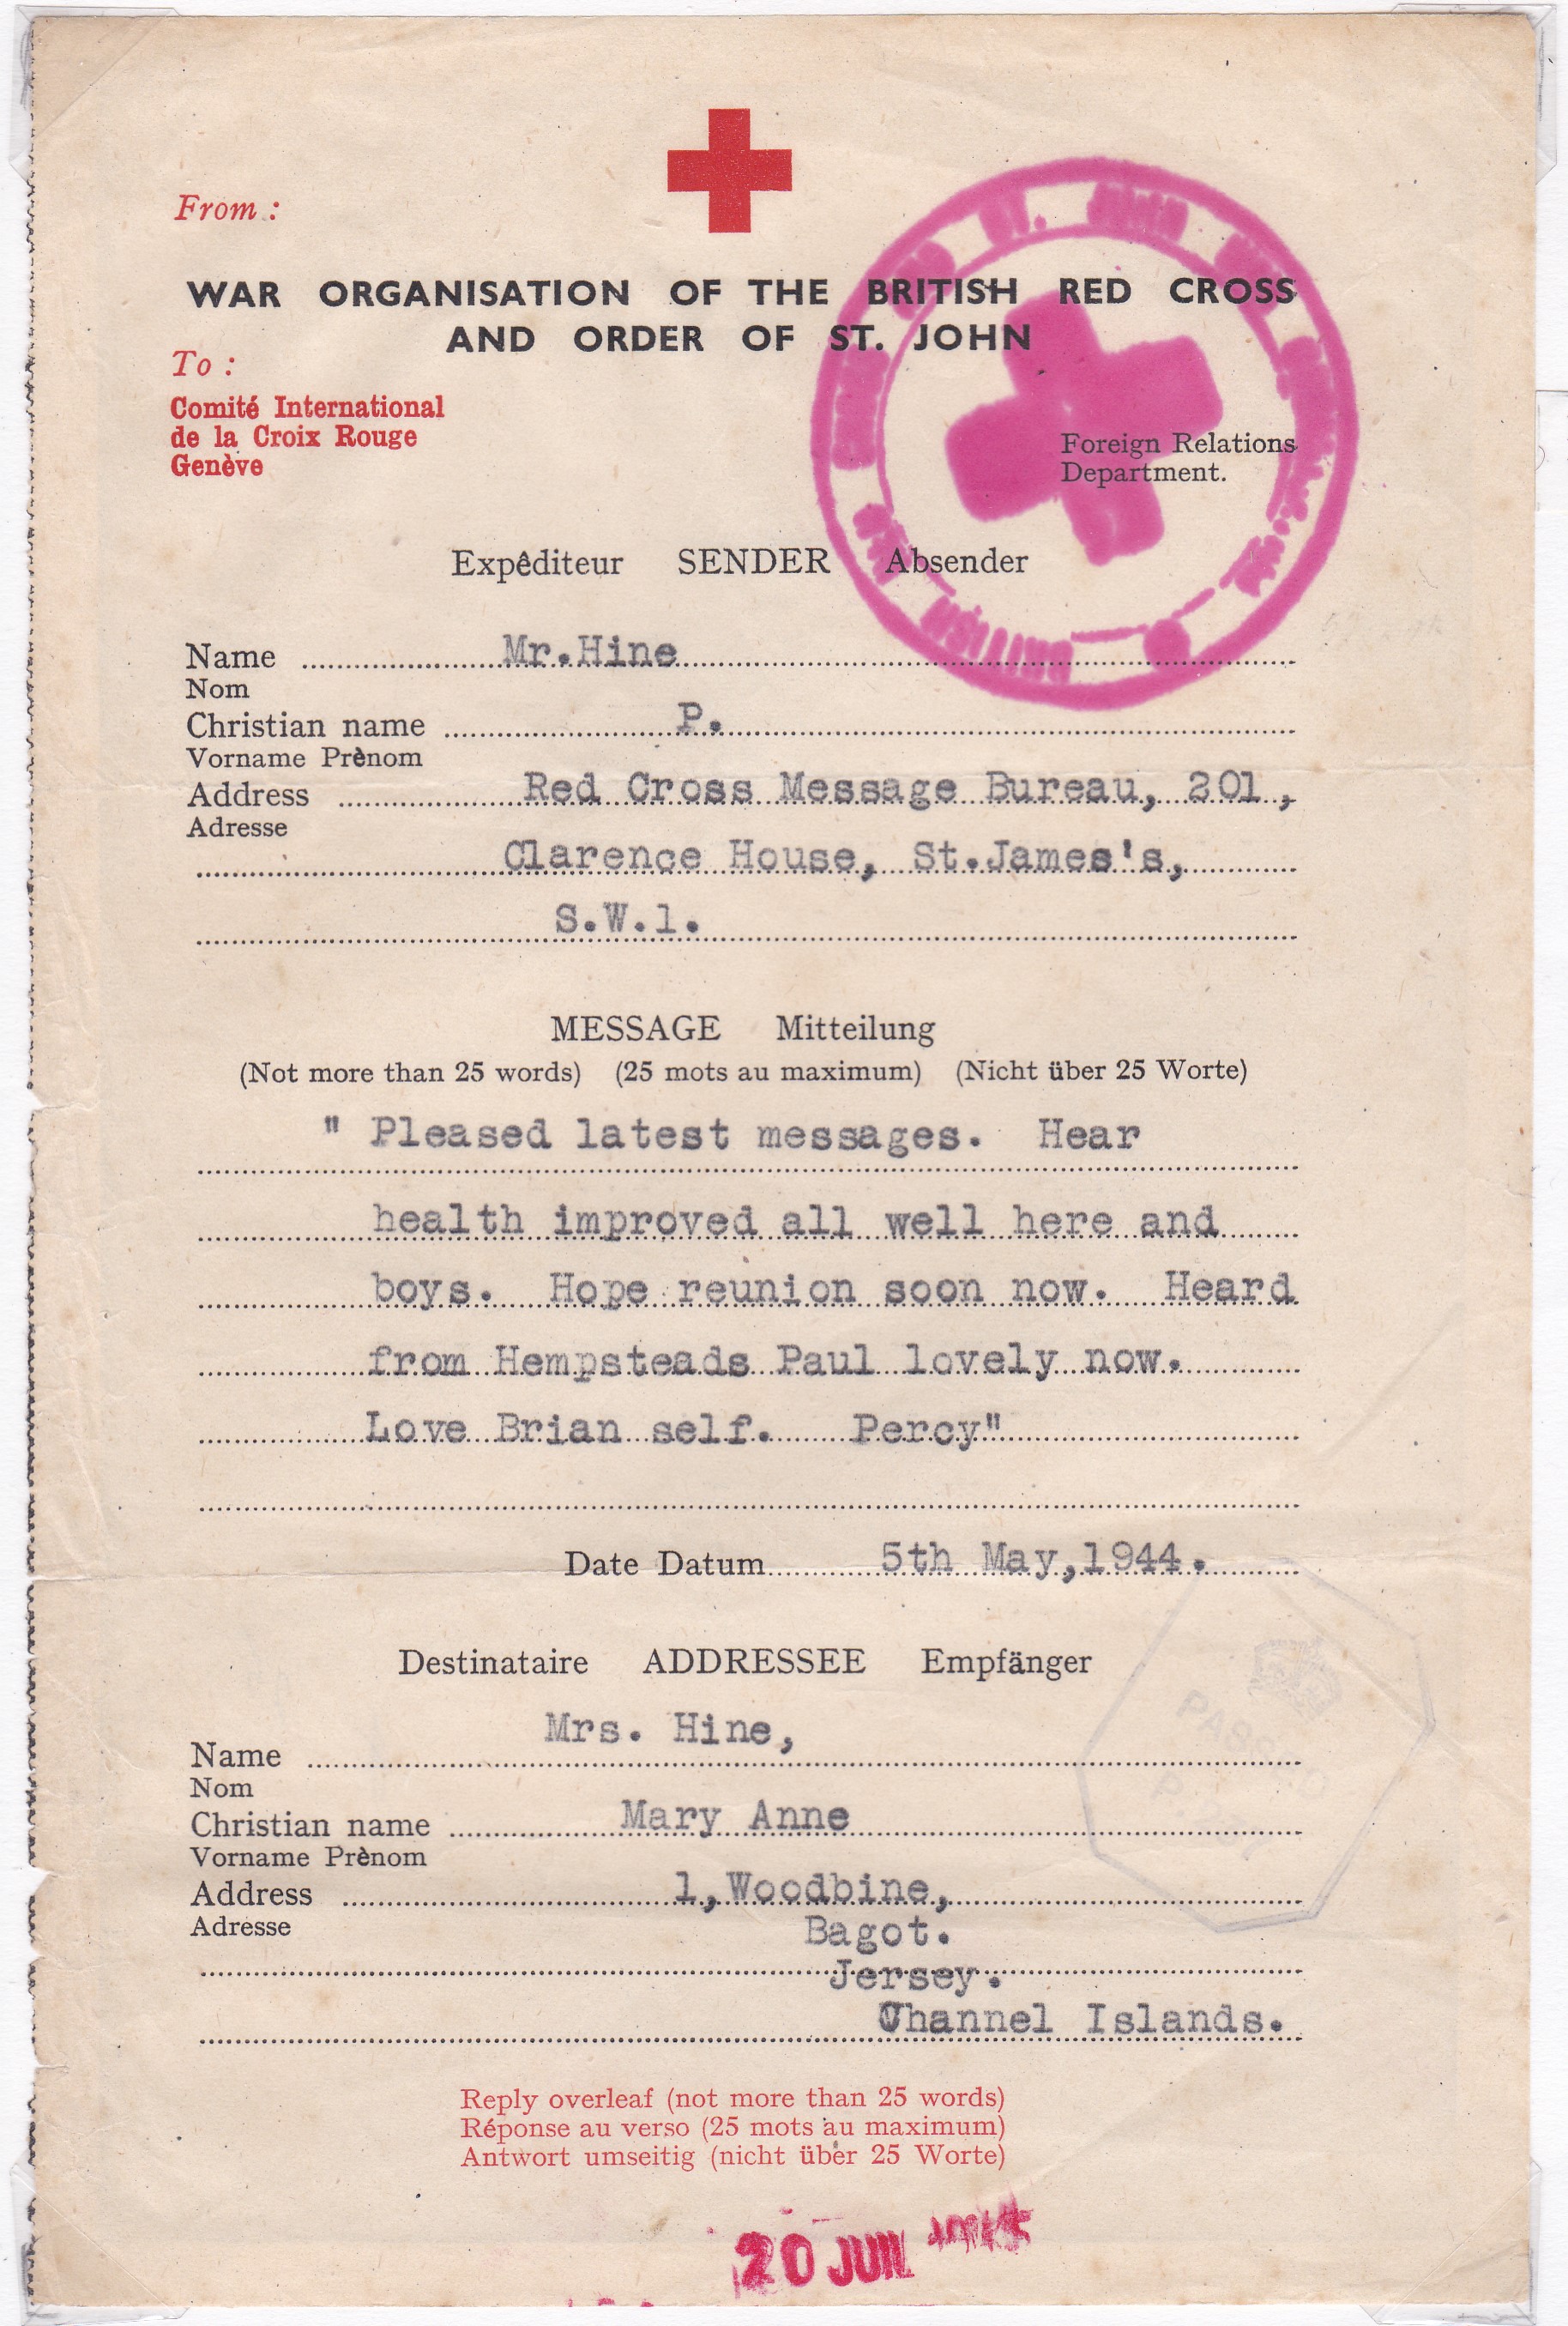 From :
WAR ORGANISATION OF THE BRITISH RED CROSS
AND ORDER OF ST. JOHN
To :
Comité International
de la Croix Rouge
Genève
Foreign Relations
Department.
Expêditeur SENDER Absender
Name Mr.Hine
Nom
Christian name P.
Vorname Prènom
Address Red Cross Message Bureau, 201,
Adresse
Clarence House, St.James's,
S.W.1.
MESSAGE Mitteilung
(Not more than 25 words) (25 mots au maximum) (Nicht über 25 Worte)
" Pleased latest messages. Hear
health improved all well here and
boys. Hope reunion soon now. Heard
from Hempsteads Paul lovely now.
Love Brian self. Percy"
Date Datum 5th May,1944.
Destinataire ADDRESSEE Empfänger
Name Mrs. Hine,
Nom
Christian name Mary Anne
Vorname Prènom
Address 1,Woodbine,
Adresse
Bagot.
Jersey.
Channel Islands.
Reply overleaf (not more than 25 words)
Réponse au verso (25 mots au maximum)
Antwort umseitig (nicht über 25 Worte)
20 JUIL